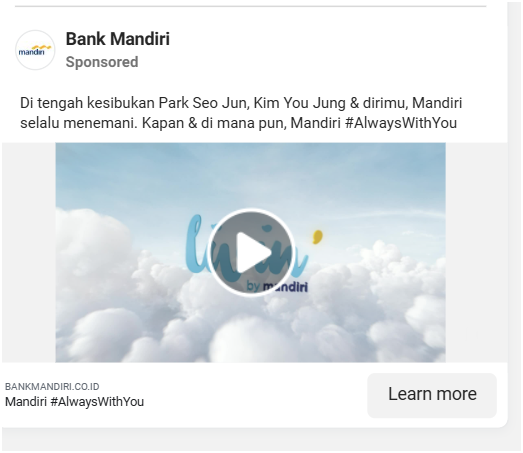 mandiri
Bank Mandiri
Sponsored
Di tengah kesibukan Park Seo Jun, Kim You Jung & dirimu, Mandiri
selalu menemani. Kapan & di mana pun, Mandiri #AlwaysWithYou
livin'
by mandiri
BANKMANDIRI.CO.ID
Mandiri #AlwaysWithYou
Learn more